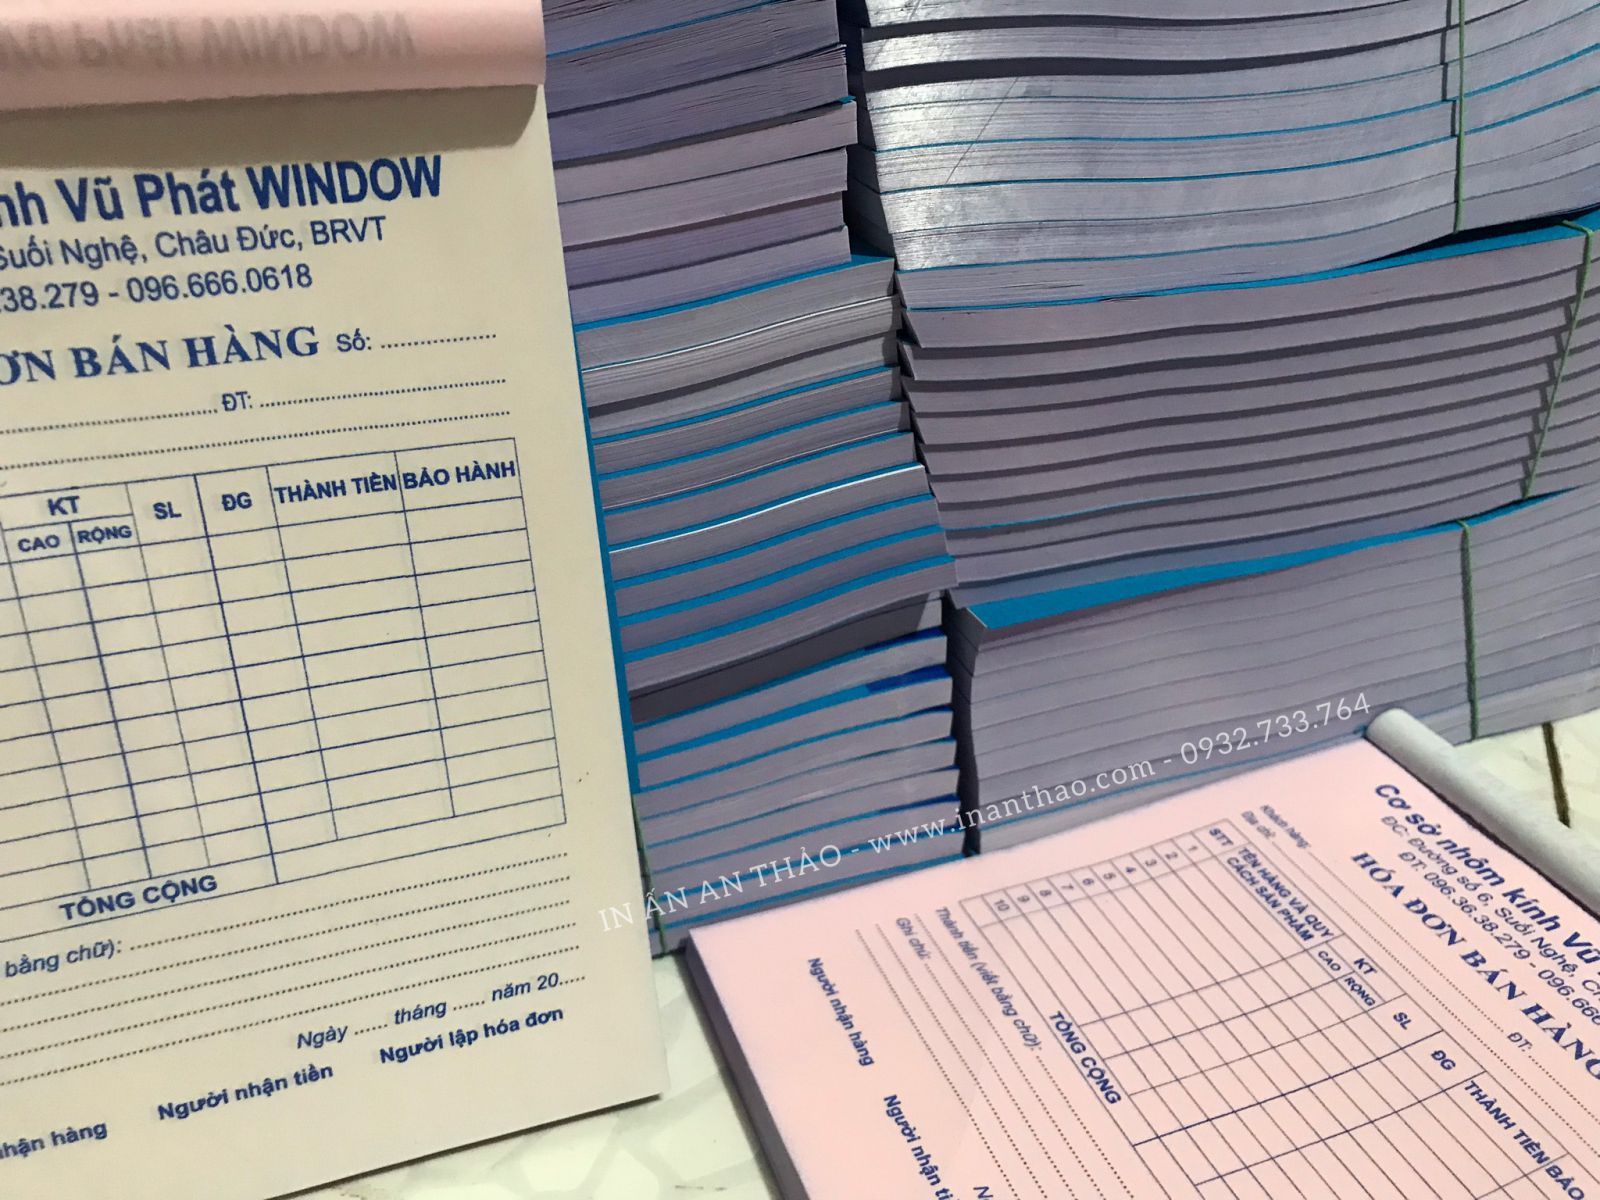 Vũ Phát WINDOW
Vũ Phát WINDOW
Suối Nghệ, Châu Đức, BRVT
38.279 - 096.666.0618
BÁN HÀNG Số:
ĐT:
KT SL ĐG THÀNH TIỀN BẢO HÀNH
CAO RỘNG
TỔNG CỘNG
bằng chữ):
Ngày ...... tháng ...... năm 20.....
hận hàng Người nhận tiền Người lập hóa đơn
IN ẤN AN THẢO - www.inanthao.com - 0932.733.764
Cơ sở nhôm kính Vũ
ĐC: Đường số 6, Suối Nghệ,
ĐT: 096.36.38.279 - 096.666
HÓA ĐƠN BÁN HÀNG
Khách hàng: ĐT:
Địa chỉ:
STT TÊN HÀNG VÀ QUY CÁCH SẢN PHẨM KT SL ĐG THÀNH TIỀN BẢO
CAO RỘNG
1
2
3
4
5
6
7
8
9
10
TỔNG CỘNG
Thành tiền (viết bằng chữ):
Ghi chú:
Người nhận hàng Người nhận